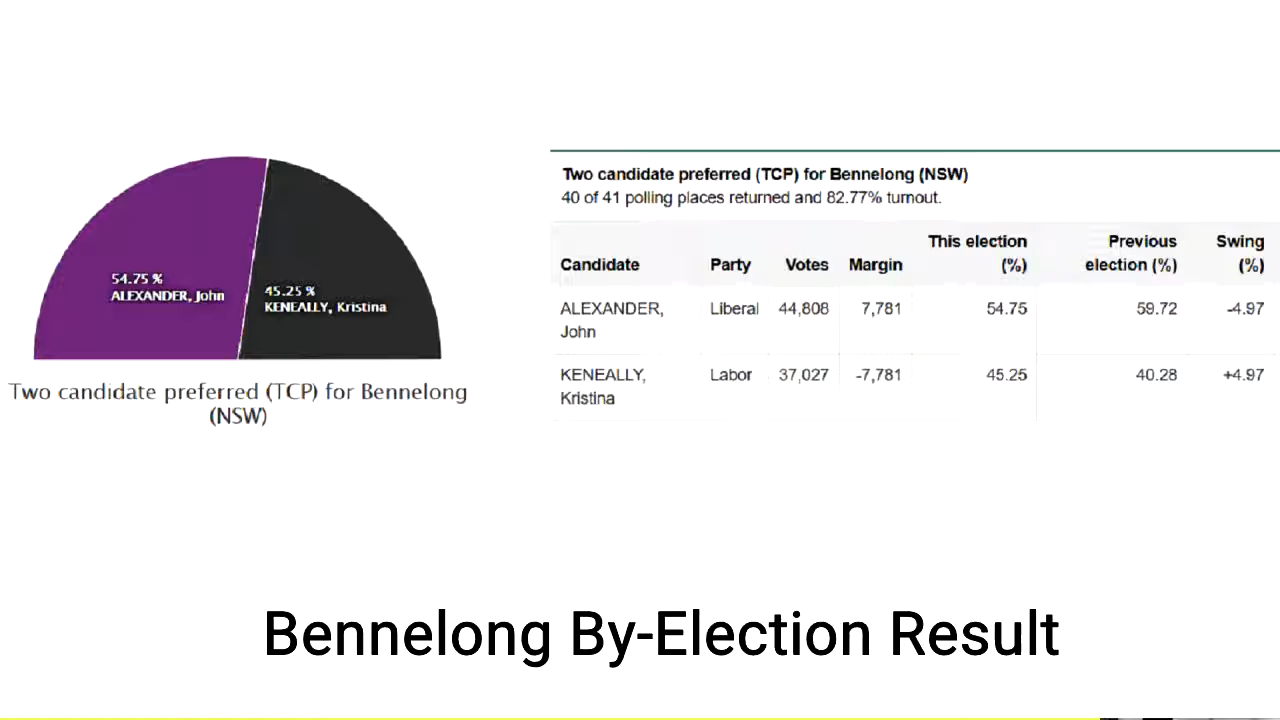 54.75 %
ALEXANDER, John
45.25 %
KENEALLY, Kristina
Two candidate preferred (TCP) for Bennelong
(NSW)
Two candidate preferred (TCP) for Bennelong (NSW)
40 of 41 polling places returned and 82.77% turnout.
Candidate Party Votes Margin This election (%) Previous election (%) Swing (%)
ALEXANDER, Liberal 44,808 7,781 54.75 59.72 -4.97
John
KENEALLY, Labor 37,027 -7,781 45.25 40.28 +4.97
Kristina
Bennelong By-Election Result